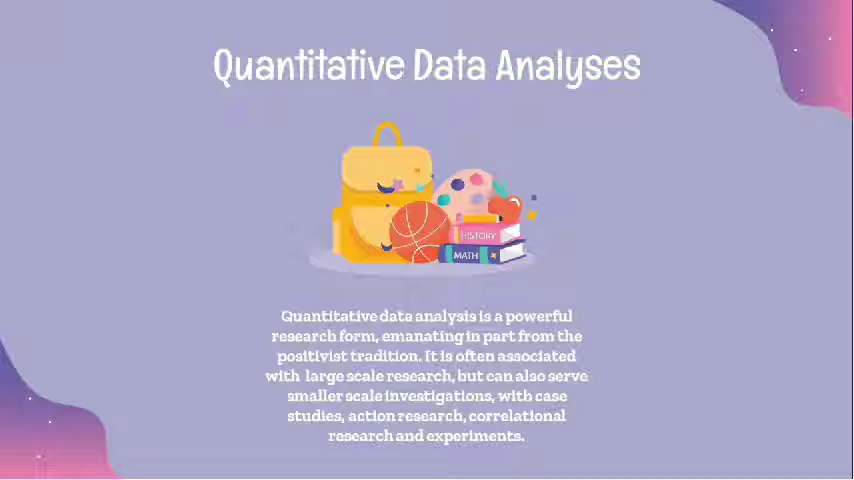 Quantitative Data Analyses
HISTORY
MATH
Quantitative data analysis is a powerful
research form, emanating in part from the
positivist tradition. It is often associated
with large scale research, but can also serve
smaller scale investigations, with case
studies, action research, correlational
research and experiments.